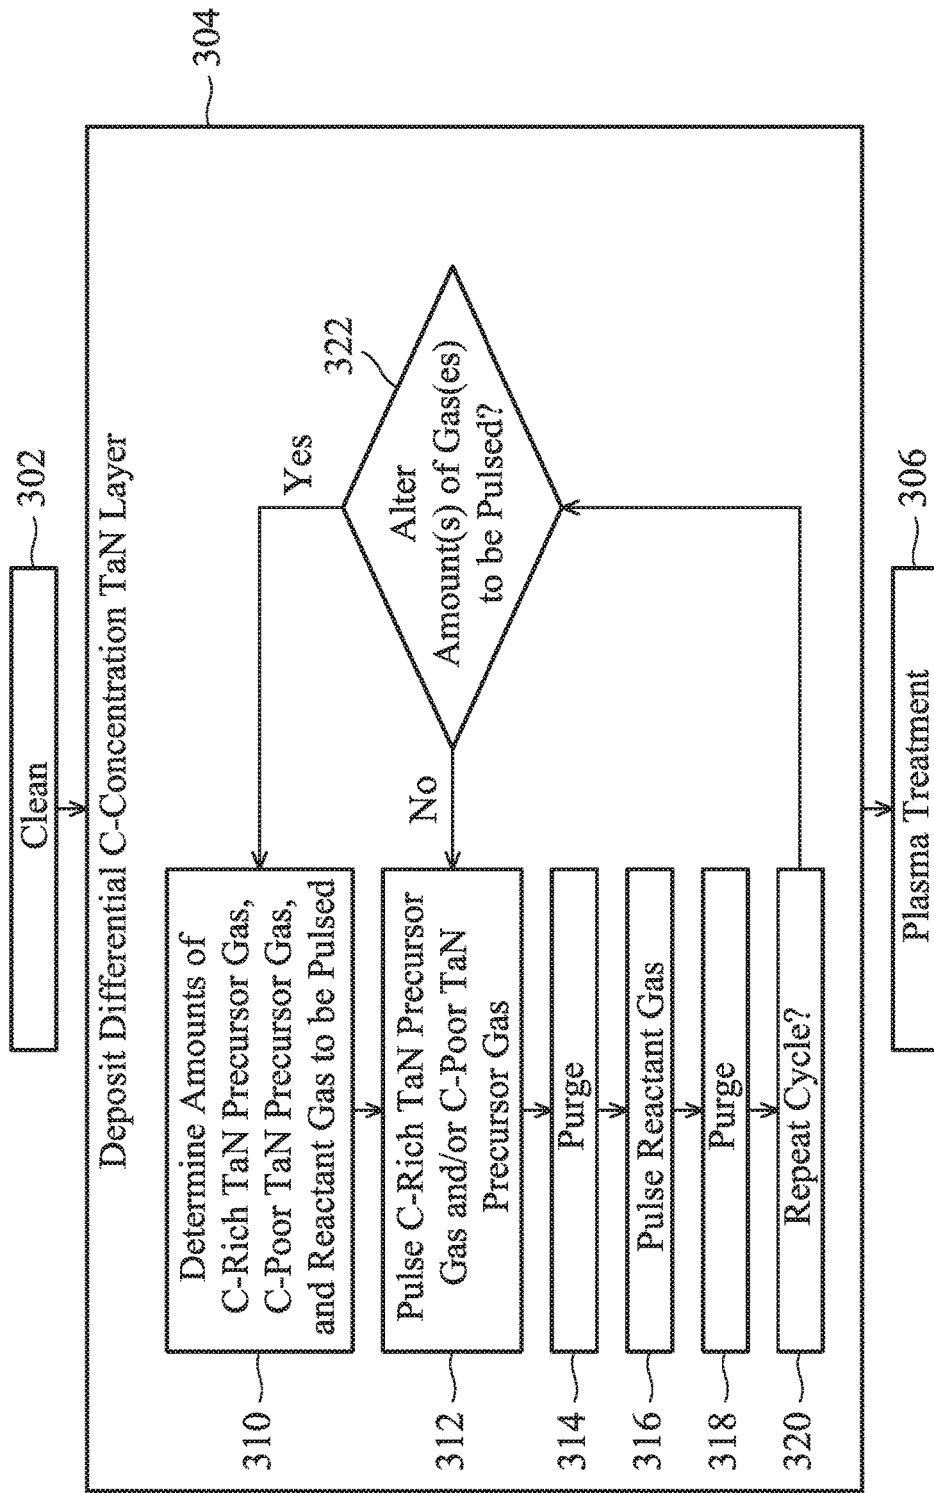 Clean
302
304
Deposit Differential C-Concentration TaN Layer
310
Determine Amounts of
C-Rich TaN Precursor Gas,
C-Poor TaN Precursor Gas,
and Reactant Gas to be Pulsed
Yes
322
Alter
Amount(s) of Gas(es)
to be Pulsed?
No
312
Pulse C-Rich TaN Precursor
Gas and/or C-Poor TaN
Precursor Gas
314
Purge
316
Pulse Reactant Gas
318
Purge
320
Repeat Cycle?
Plasma Treatment
306